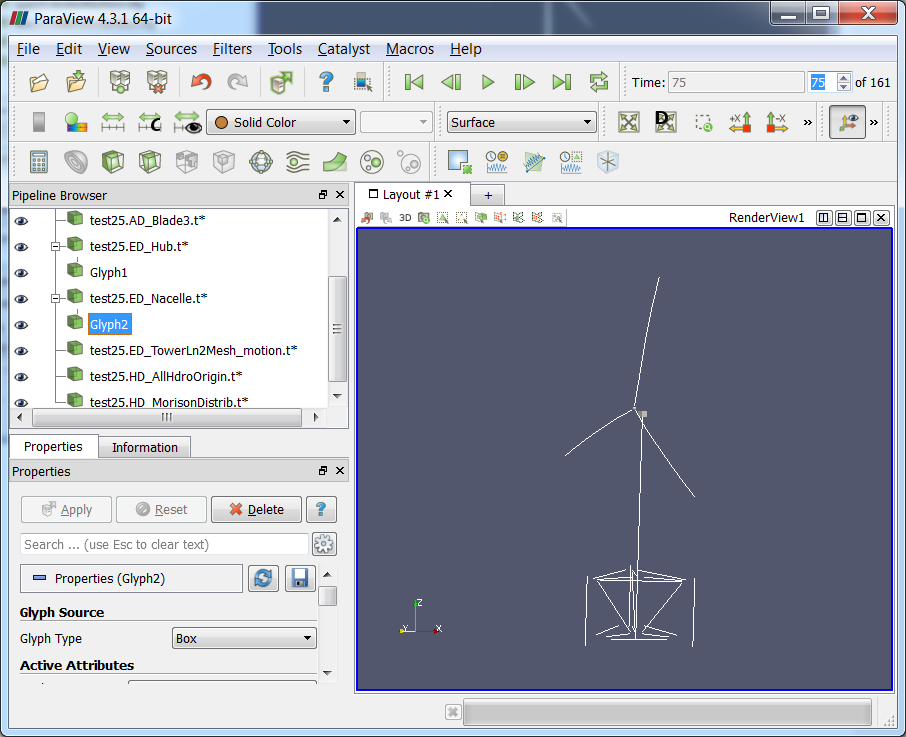 ParaView 4.3.1 64-bit
File Edit View Sources Filters Tools Catalyst Macros Help
Time: 75 75 of 161
Solid Color Surface
Pipeline Browser
Layout #1
3D RenderView1
test25.AD_Blade3.t*
test25.ED_Hub.t*
Glyph1
test25.ED_Nacelle.t*
Glyph2
test25.ED_TowerLn2Mesh_motion.t*
test25.HD_AllHdroOrigin.t*
test25.HD_MorisonDistrib.t*
Properties Information
Properties
Apply Reset Delete ?
Search ... (use Esc to clear text)
Properties (Glyph2)
Glyph Source
Glyph Type Box
Active Attributes
Z
Y X